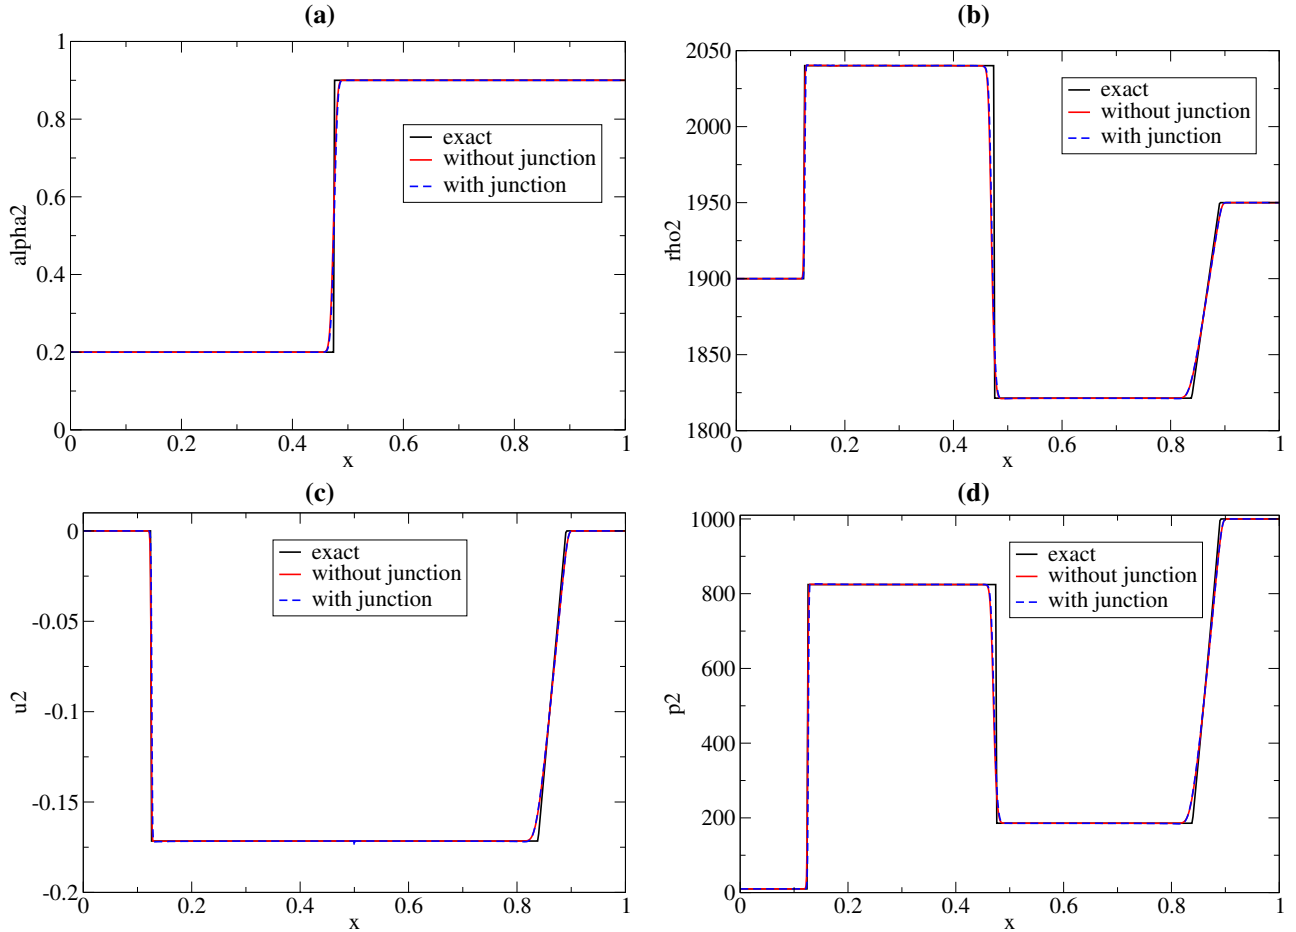 (a)
1
0.8
0.6
0.4
0.2
0
alpha2
0
0.2
0.4
0.6
0.8
1
x
exact
without junction
with junction
(b)
2050
2000
1950
1900
1850
1800
rho2
0
0.2
0.4
0.6
0.8
1
x
exact
without junction
with junction
(c)
0
-0.05
-0.1
-0.15
-0.2
u2
0
0.2
0.4
0.6
0.8
1
x
exact
without junction
with junction
(d)
1000
800
600
400
200
0
p2
0
0.2
0.4
0.6
0.8
1
x
exact
without junction
with junction